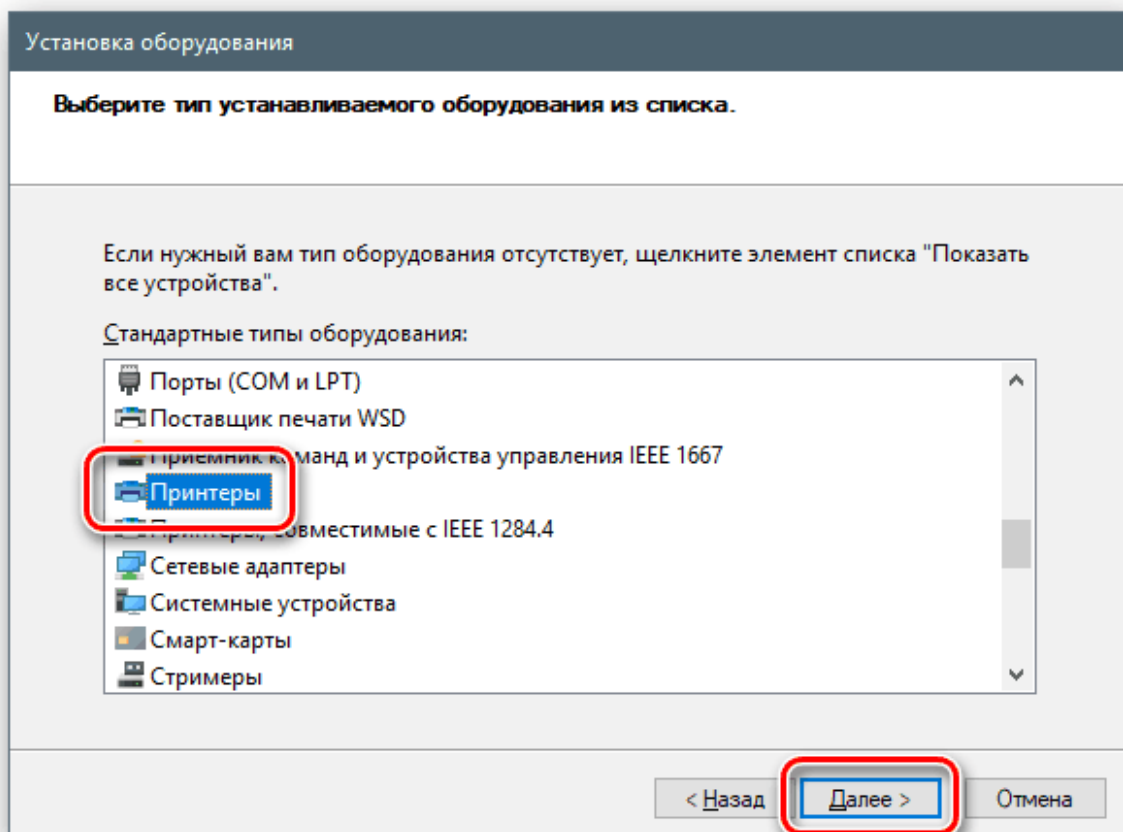 Установка оборудования
Выберите тип устанавливаемого оборудования из списка.
Если нужный вам тип оборудования отсутствует, щелкните элемент списка "Показать
все устройства".
Стандартные типы оборудования:
Порты (COM и LPT)
Поставщик печати WSD
Приемник команд и устройства управления IEEE 1667
Принтеры
Принтеры, совместимые с IEEE 1284.4
Сетевые адаптеры
Системные устройства
Смарт-карты
Стримеры
< Назад Далее > Отмена